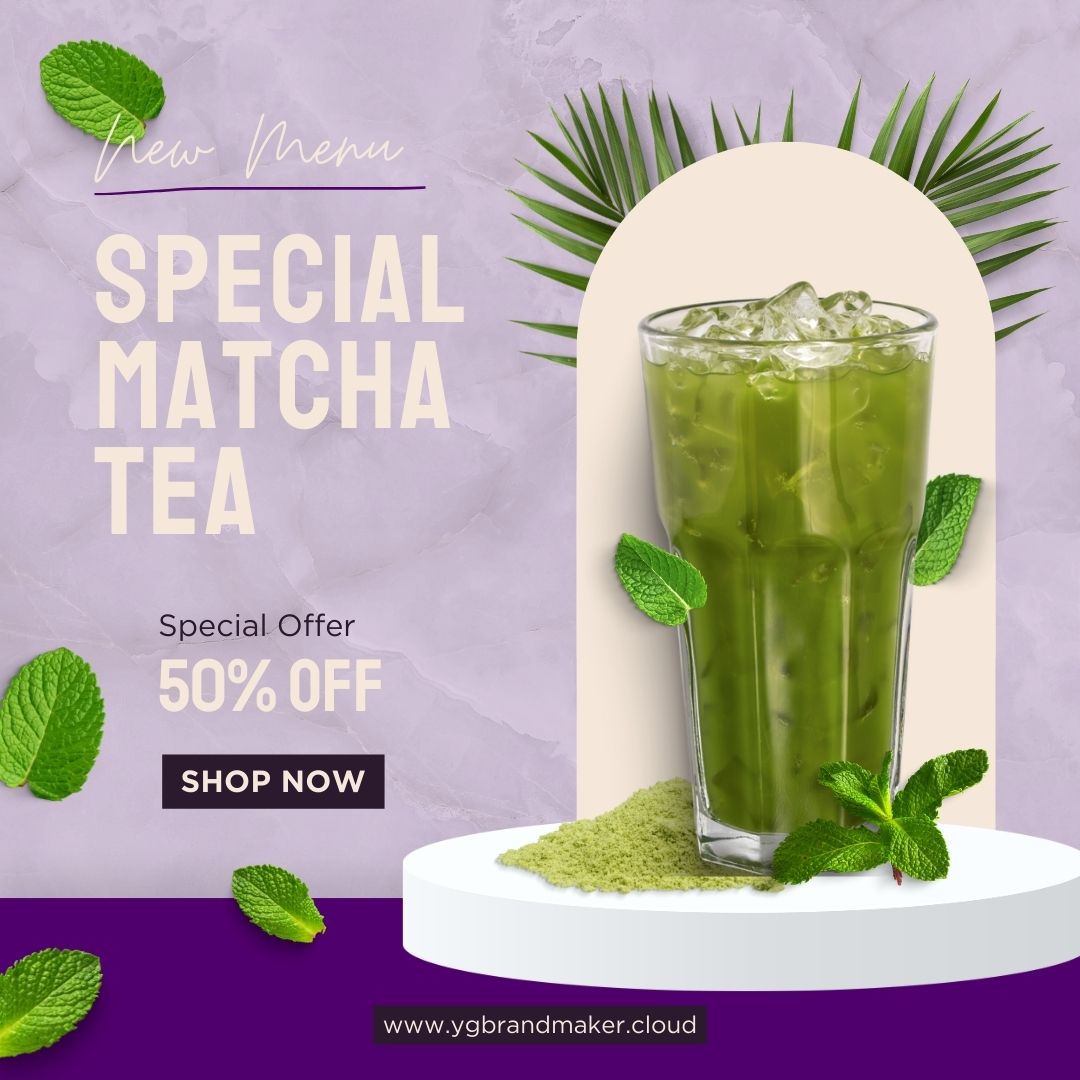 New Menu
SPECIAL
MATCHA
TEA
Special Offer
50% OFF
SHOP NOW
www.ygbrandmaker.cloud